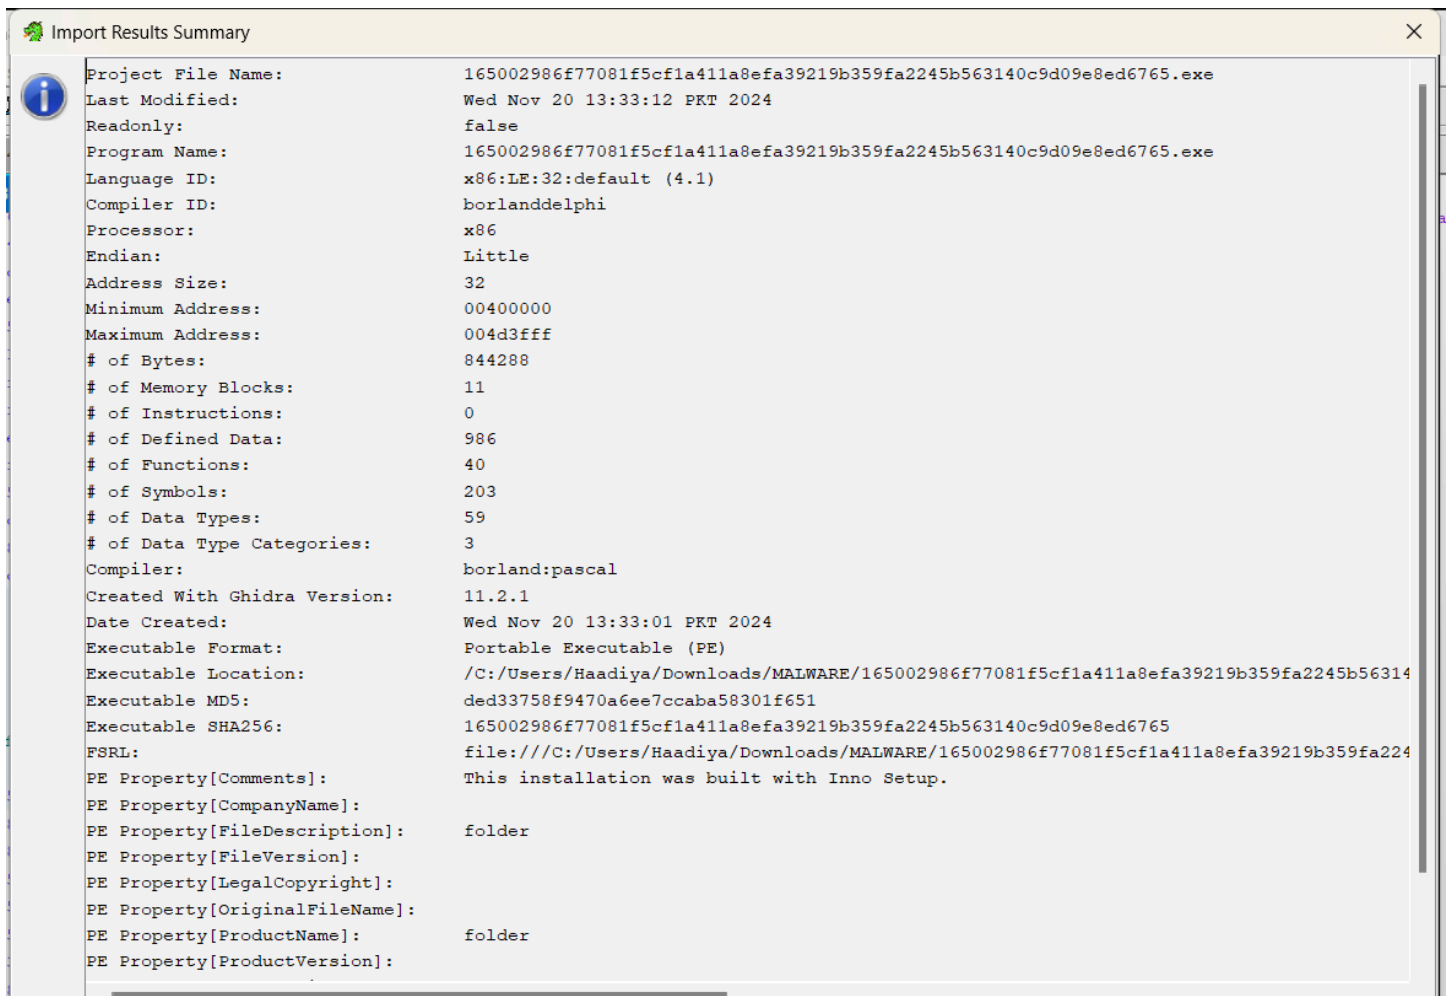 Import Results Summary
Project File Name: 165002986f77081f5cf1a411a8efa39219b359fa2245b563140c9d09e8ed6765.exe
Last Modified: Wed Nov 20 13:33:12 PKT 2024
Readonly: false
Program Name: 165002986f77081f5cf1a411a8efa39219b359fa2245b563140c9d09e8ed6765.exe
Language ID: x86:LE:32:default (4.1)
Compiler ID: borlanddelphi
Processor: x86
Endian: Little
Address Size: 32
Minimum Address: 00400000
Maximum Address: 004d3fff
# of Bytes: 844288
# of Memory Blocks: 11
# of Instructions: 0
# of Defined Data: 986
# of Functions: 40
# of Symbols: 203
# of Data Types: 59
# of Data Type Categories: 3
Compiler: borland:pascal
Created With Ghidra Version: 11.2.1
Date Created: Wed Nov 20 13:33:01 PKT 2024
Executable Format: Portable Executable (PE)
Executable Location: /C:/Users/Haadiya/Downloads/MALWARE/165002986f77081f5cf1a411a8efa39219b359fa2245b56314
Executable MD5: ded33758f9470a6ee7ccaba58301f651
Executable SHA256: 165002986f77081f5cf1a411a8efa39219b359fa2245b563140c9d09e8ed6765
FSRL: file:///C:/Users/Haadiya/Downloads/MALWARE/165002986f77081f5cf1a411a8efa39219b359fa224
PE Property[Comments]: This installation was built with Inno Setup.
PE Property[CompanyName]:
PE Property[FileDescription]: folder
PE Property[FileVersion]:
PE Property[LegalCopyright]:
PE Property[OriginalFileName]:
PE Property[ProductName]: folder
PE Property[ProductVersion]: